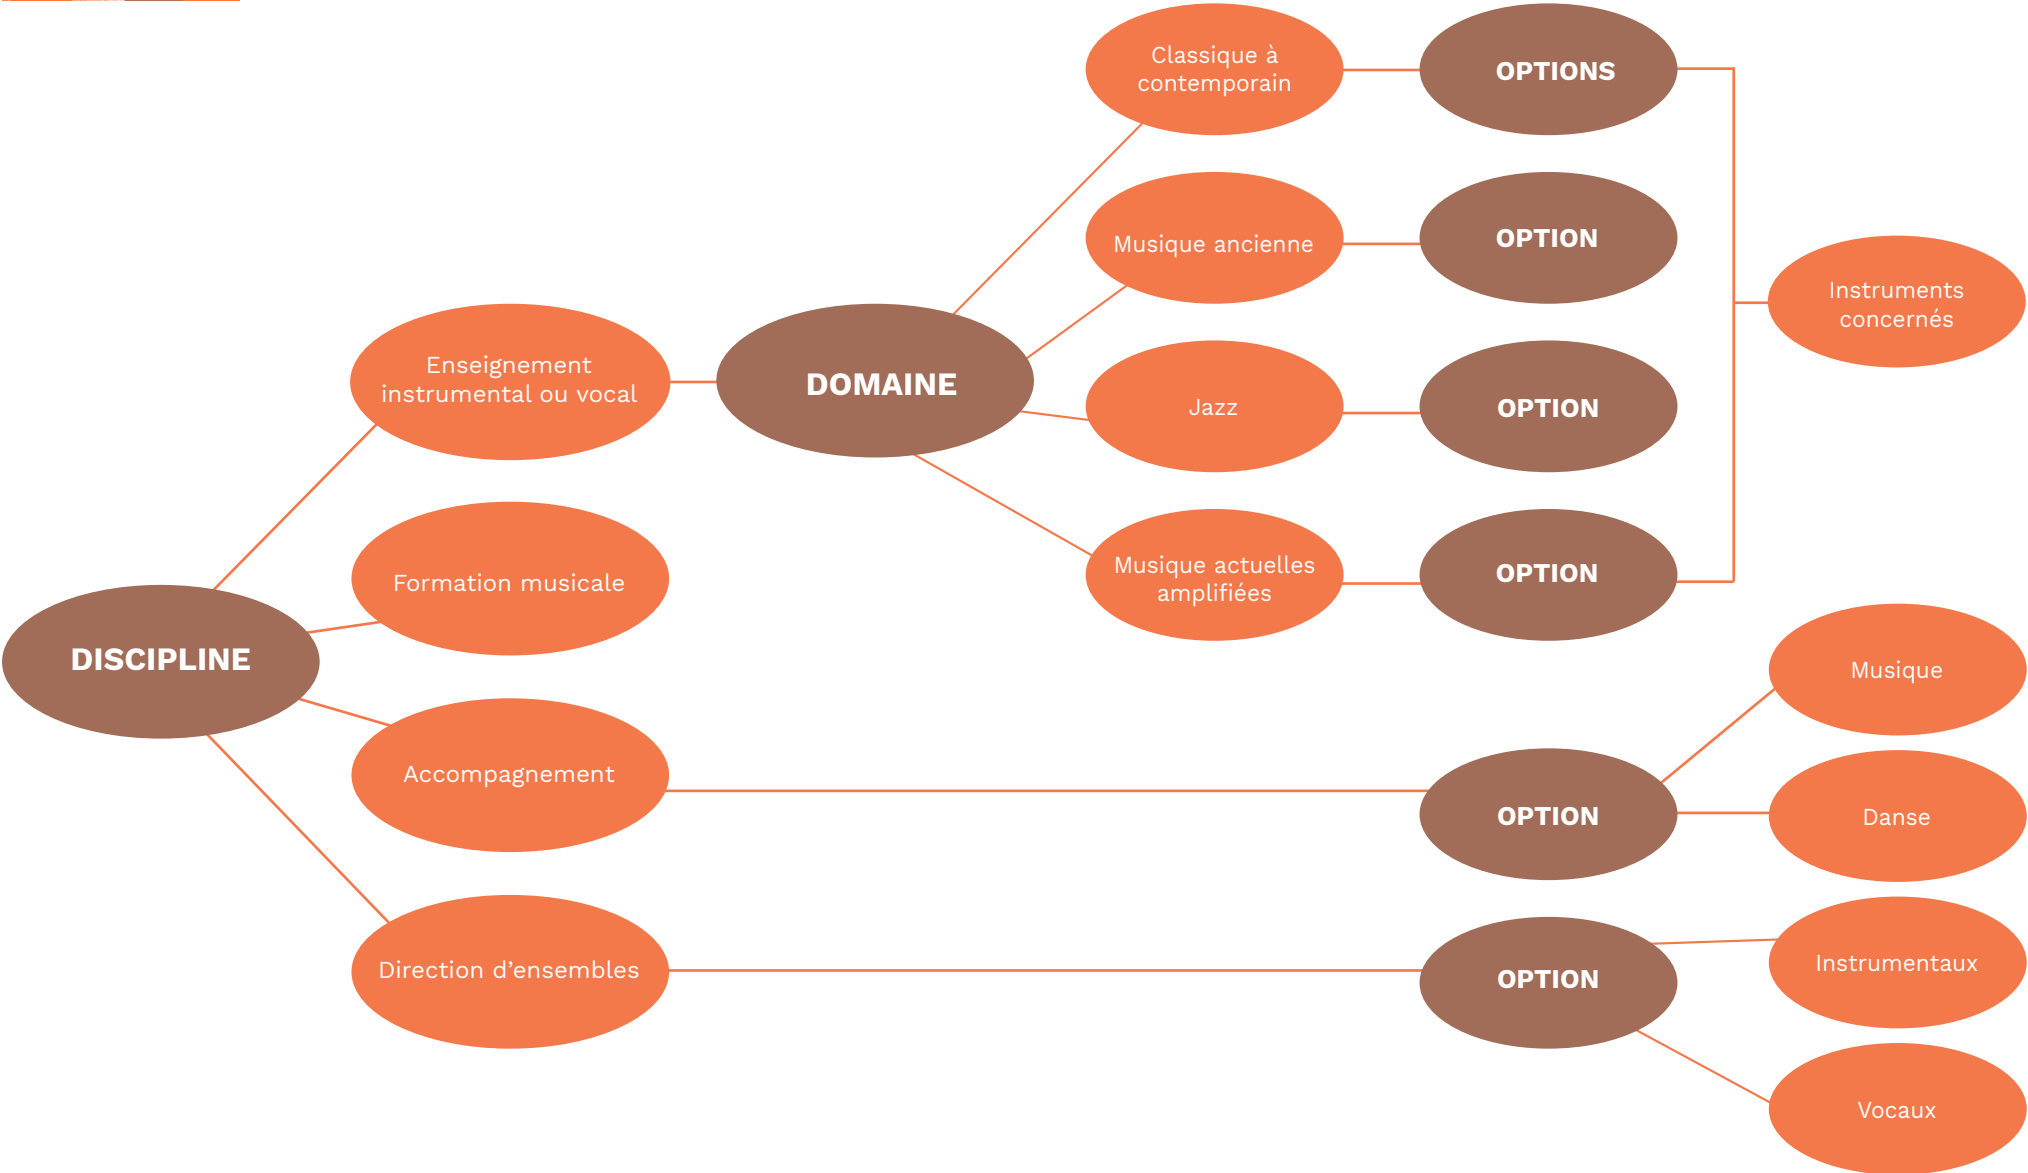 Classique à
contemporain
OPTIONS
Musique ancienne
OPTION
Instruments
concernés
Enseignement
instrumental ou vocal
DOMAINE
Jazz
OPTION
Musique actuelles
amplifiées
OPTION
Formation musicale
DISCIPLINE
Musique
Accompagnement
OPTION
Danse
Direction d’ensembles
OPTION
Instrumentaux
Vocaux